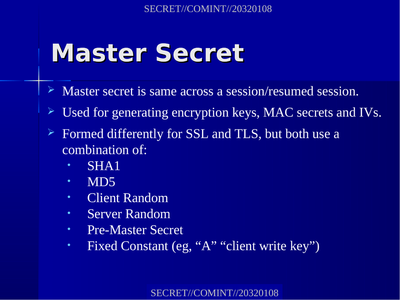 SECRET//COMINT//20320108
Master Secret
Master secret is same across a session/resumed session.
Used for generating encryption keys, MAC secrets and IVs.
Formed differently for SSL and TLS, but both use a
combination of:
SHA1
MD5
Client Random
Server Random
Pre-Master Secret
Fixed Constant (eg, “A” “client write key”)
SECRET//COMINT//20320108